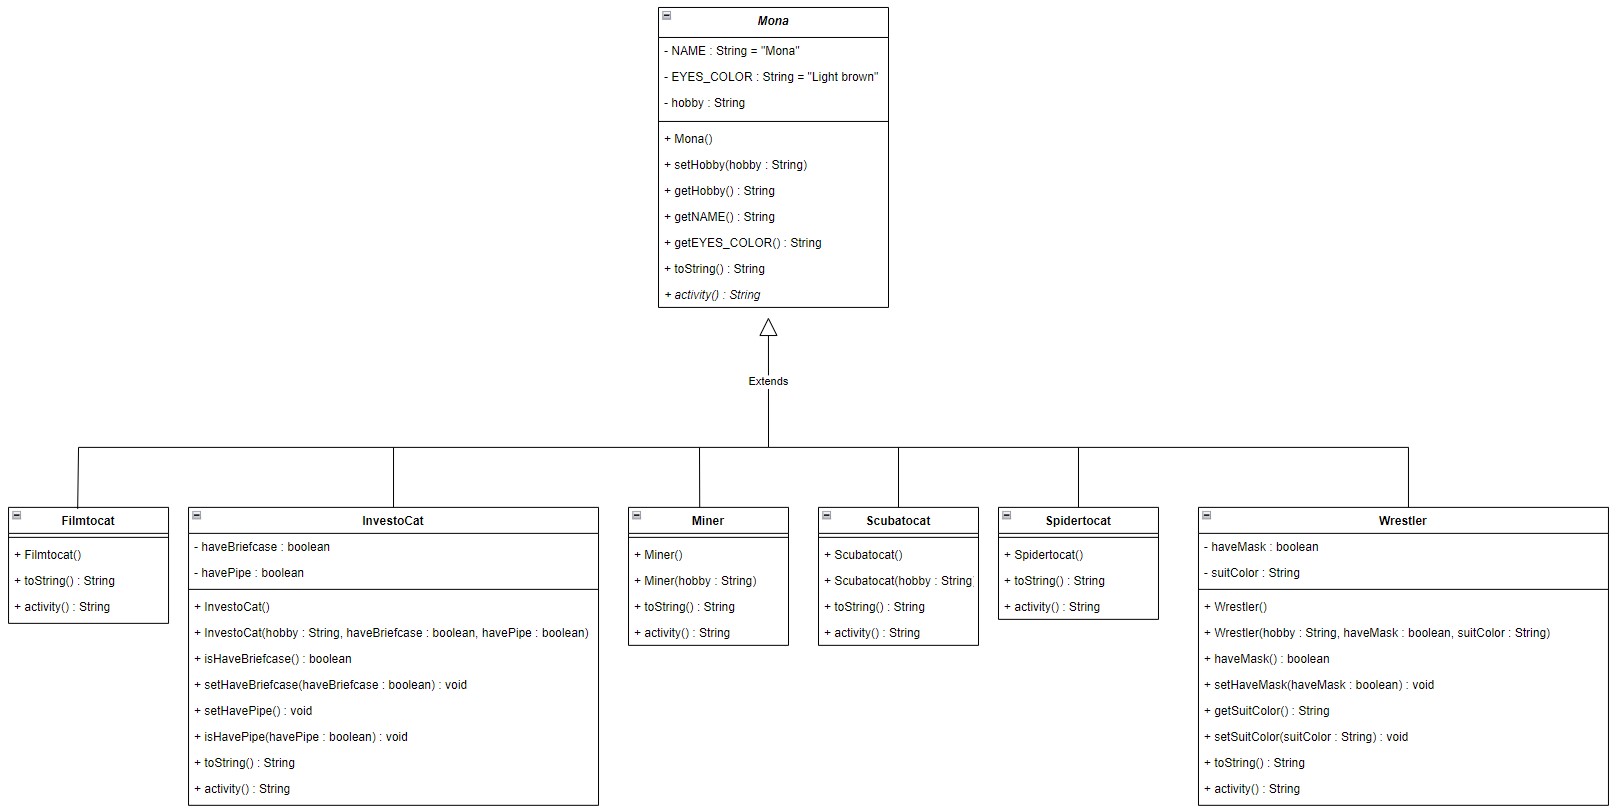 Mona
- NAME : String = "Mona"
- EYES_COLOR : String = "Light brown"
- hobby : String
+ Mona()
+ setHobby(hobby : String)
+ getHobby() : String
+ getNAME() : String
+ getEYES_COLOR() : String
+ toString() : String
+ activity() : String
Extends
Filmtocat
+ Filmtocat()
+ toString() : String
+ activity() : String
InvestoCat
- haveBriefcase : boolean
- havePipe : boolean
+ InvestoCat()
+ InvestoCat(hobby : String, haveBriefcase : boolean, havePipe : boolean)
+ isHaveBriefcase() : boolean
+ setHaveBriefcase(haveBriefcase : boolean) : void
+ setHavePipe() : void
+ isHavePipe(havePipe : boolean) : void
+ toString() : String
+ activity() : String
Miner
+ Miner()
+ Miner(hobby : String)
+ toString() : String
+ activity() : String
Scubatocat
+ Scubatocat()
+ Scubatocat(hobby : String)
+ toString() : String
+ activity() : String
Spidertocat
+ Spidertocat()
+ toString() : String
+ activity() : String
Wrestler
- haveMask : boolean
- suitColor : String
+ Wrestler()
+ Wrestler(hobby : String, haveMask : boolean, suitColor : String)
+ haveMask() : boolean
+ setHaveMask(haveMask : boolean) : void
+ getSuitColor() : String
+ setSuitColor(suitColor : String) : void
+ toString() : String
+ activity() : String